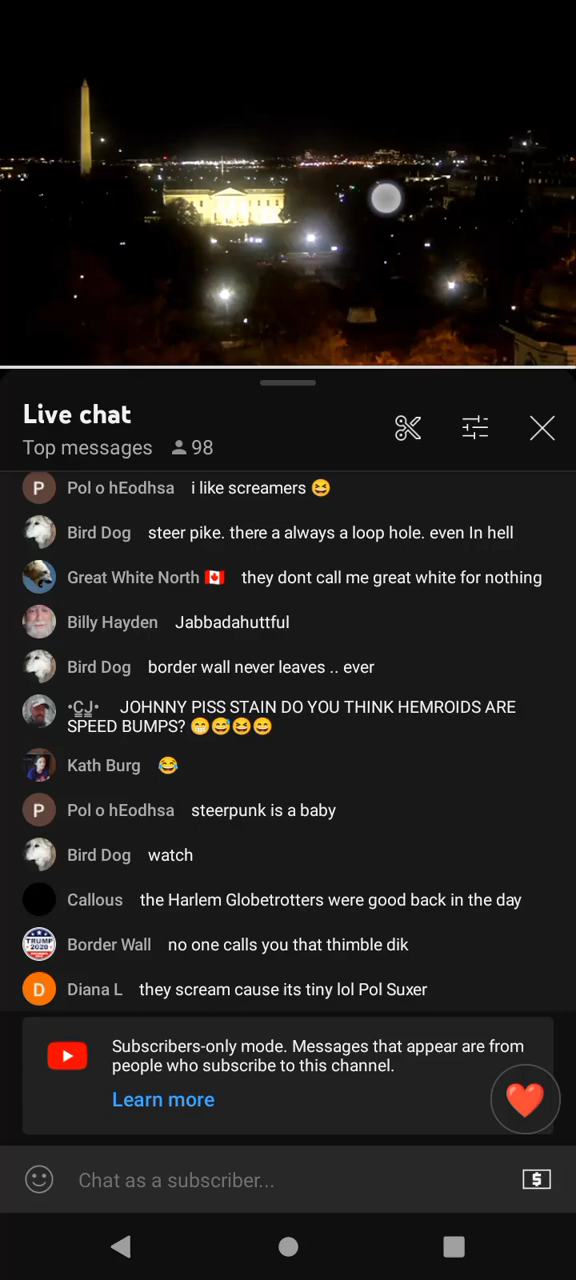 Live chat
Top messages 98
P Pol o hEodhsa i like screamers 😆
Bird Dog steer pike. there a always a loop hole. even In hell
Great White North 🇨🇦 they dont call me great white for nothing
Billy Hayden Jabbadahuttful
Bird Dog border wall never leaves .. ever
•C͟J͟• JOHNNY PISS STAIN DO YOU THINK HEMROIDS ARE
SPEED BUMPS? 😁😅😆😄
Kath Burg 😂
P Pol o hEodhsa steerpunk is a baby
Bird Dog watch
Callous the Harlem Globetrotters were good back in the day
TRUMP 2020 Border Wall no one calls you that thimble dik
D Diana L they scream cause its tiny lol Pol Suxer
Subscribers-only mode. Messages that appear are from
people who subscribe to this channel.
Learn more
Chat as a subscriber...
$